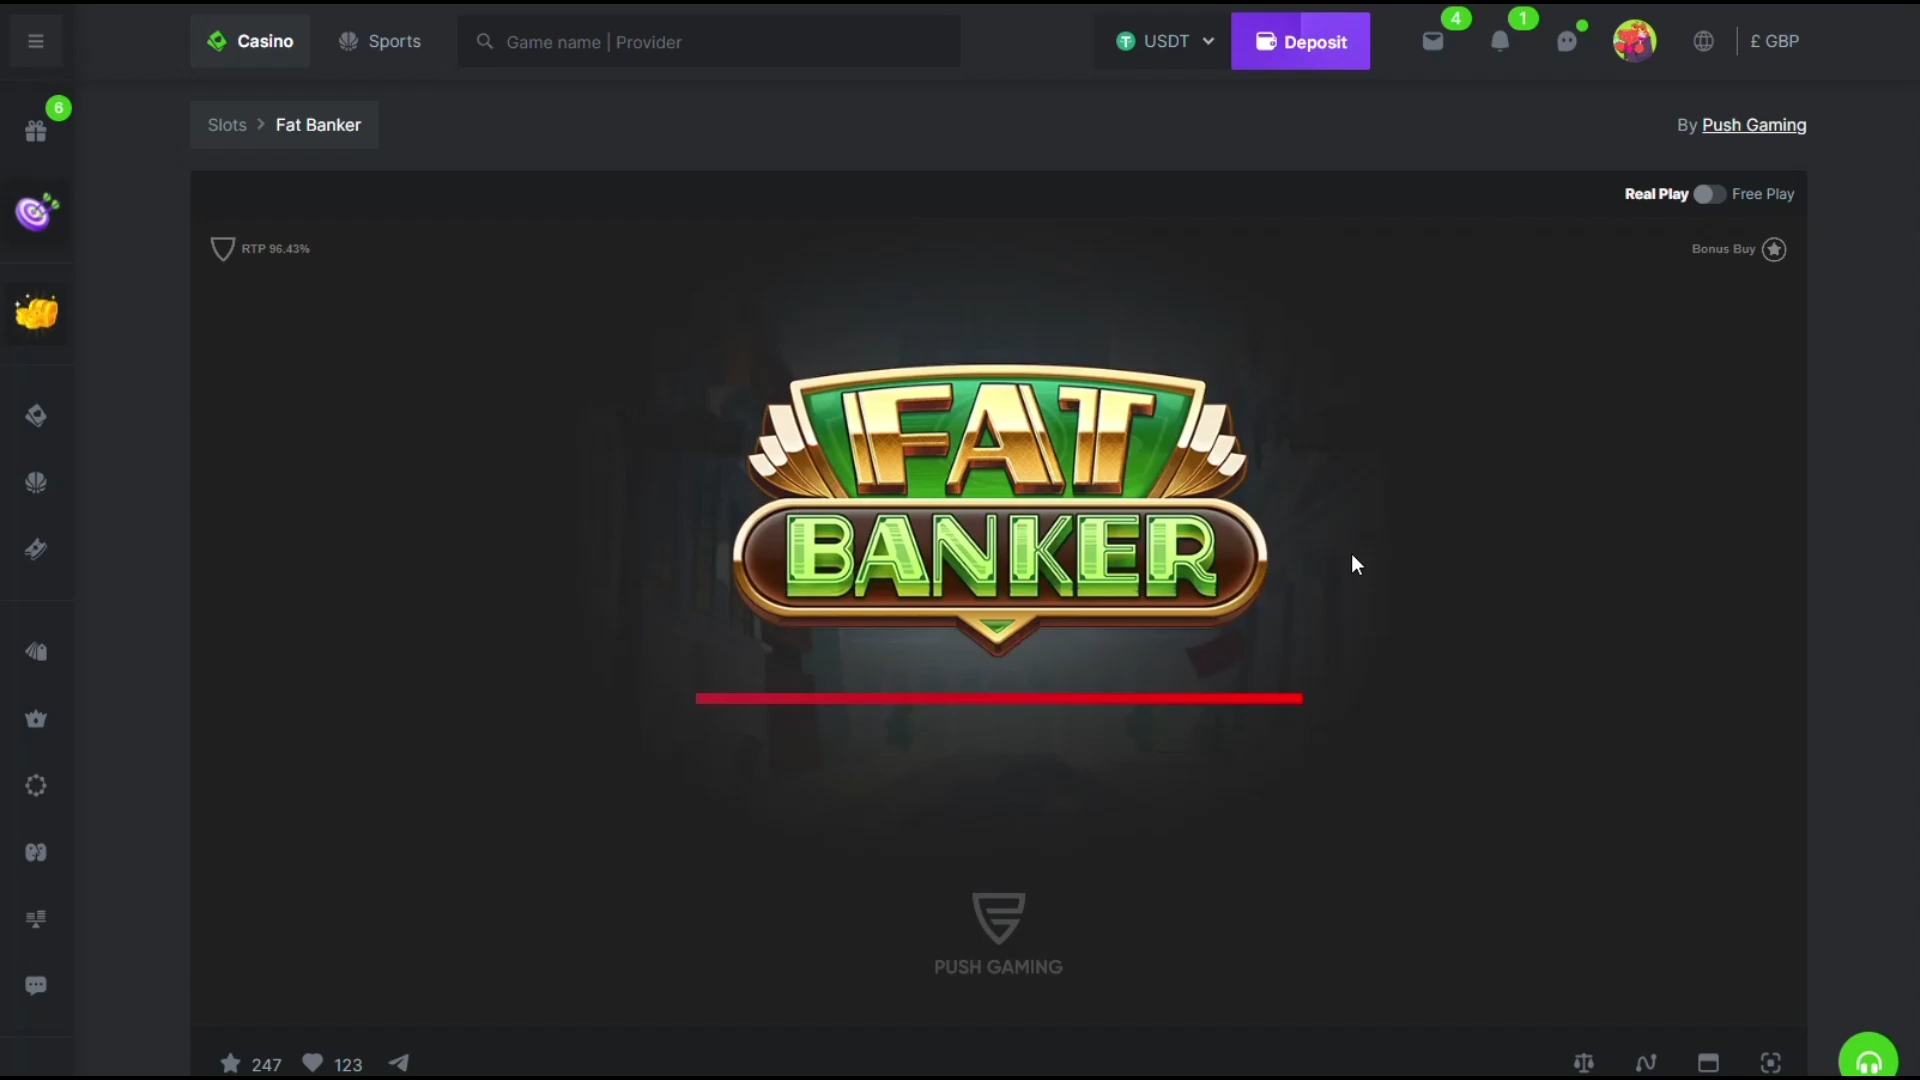 Casino
Sports
Game name | Provider
USDT
Deposit
4
1
£ GBP
6
Slots > Fat Banker
By Push Gaming
Real Play
Free Play
RTP 96.43%
Bonus Buy
FAT
BANKER
PUSH GAMING
247
123